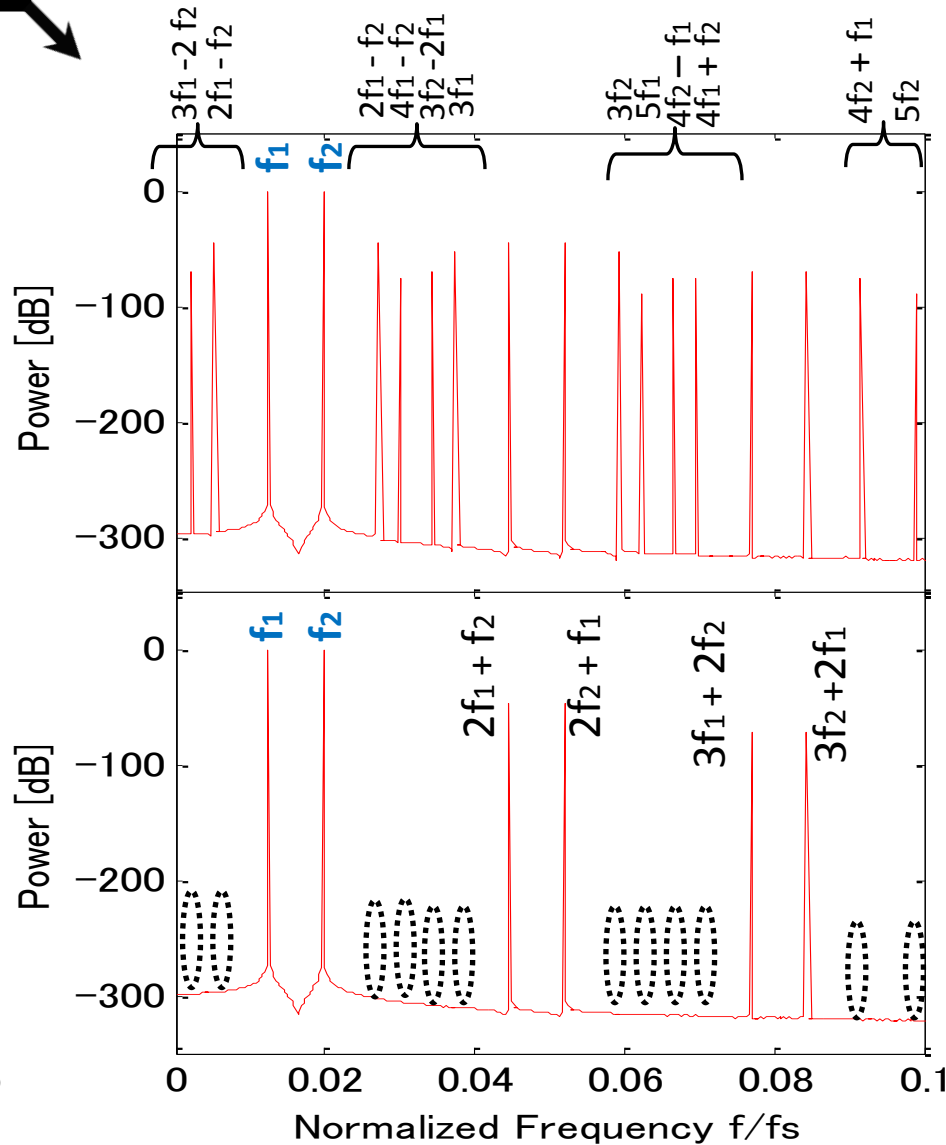 3f1 - 2 f2
2f1 - f2
2f1 - f2
4f1 - f2
3f2 - 2f1
3f1
3f2
5f1
4f2 – f1
4f1 + f2
4f2 + f1
5f2
f1
f2
0
−100
−200
−300
Power [dB]
f1
f2
2f1 + f2
2f2 + f1
3f1 + 2f2
3f2 +2f1
0
−100
−200
−300
Power [dB]
0
0.02
0.04
0.06
0.08
0.1
Normalized Frequency f/fs